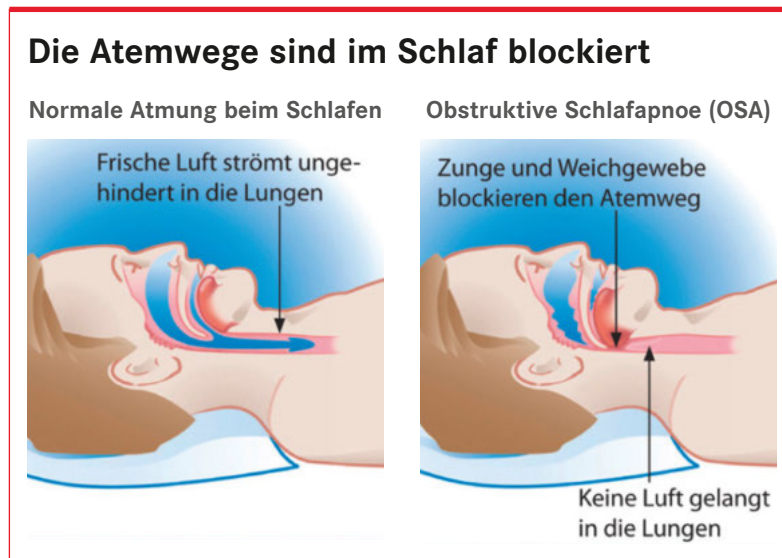 Die Atemwege sind im Schlaf blockiert
Normale Atmung beim Schlafen
Frische Luft strömt unge-
hindert in die Lungen
Obstruktive Schlafapnoe (OSA)
Zunge und Weichgewebe
blockieren den Atemweg
Keine Luft gelangt
in die Lungen